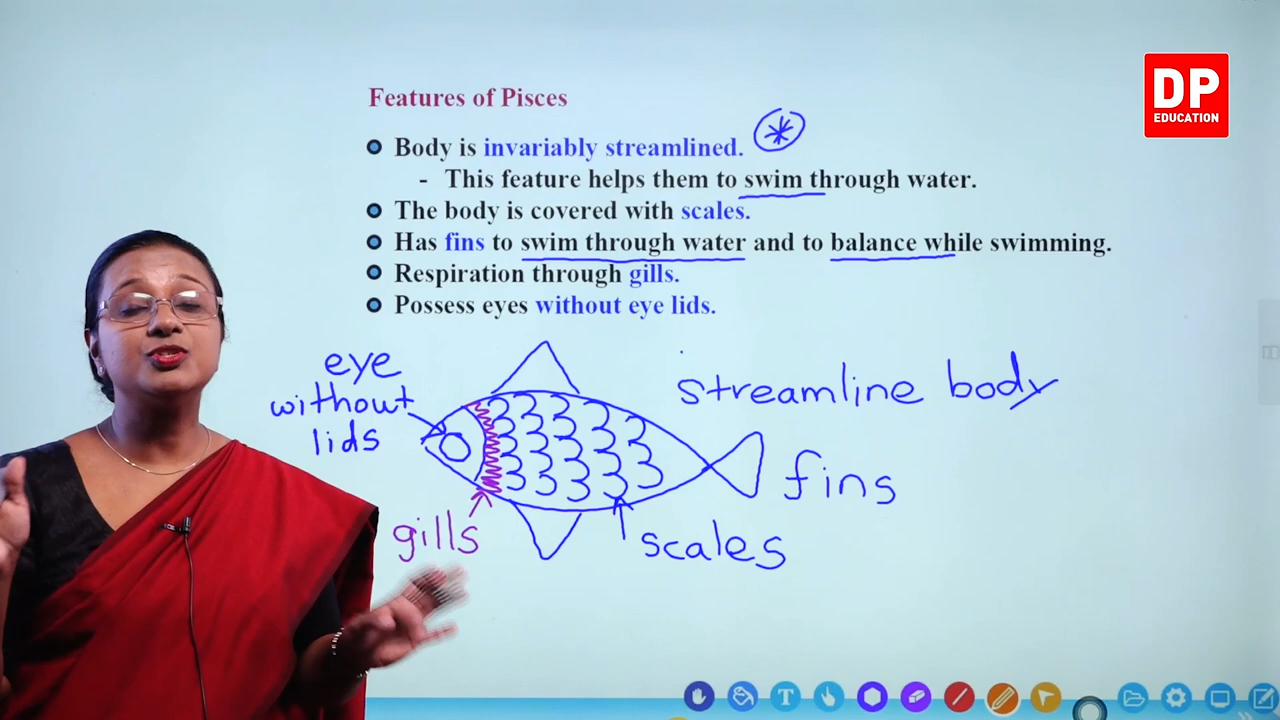 DP
EDUCATION
Features of Pisces
Body is invariably streamlined.
- This feature helps them to swim through water.
The body is covered with scales.
Has fins to swim through water and to balance while swimming.
Respiration through gills.
Possess eyes without eye lids.
eye
without
lids
streamline body
fins
gills
scales
T